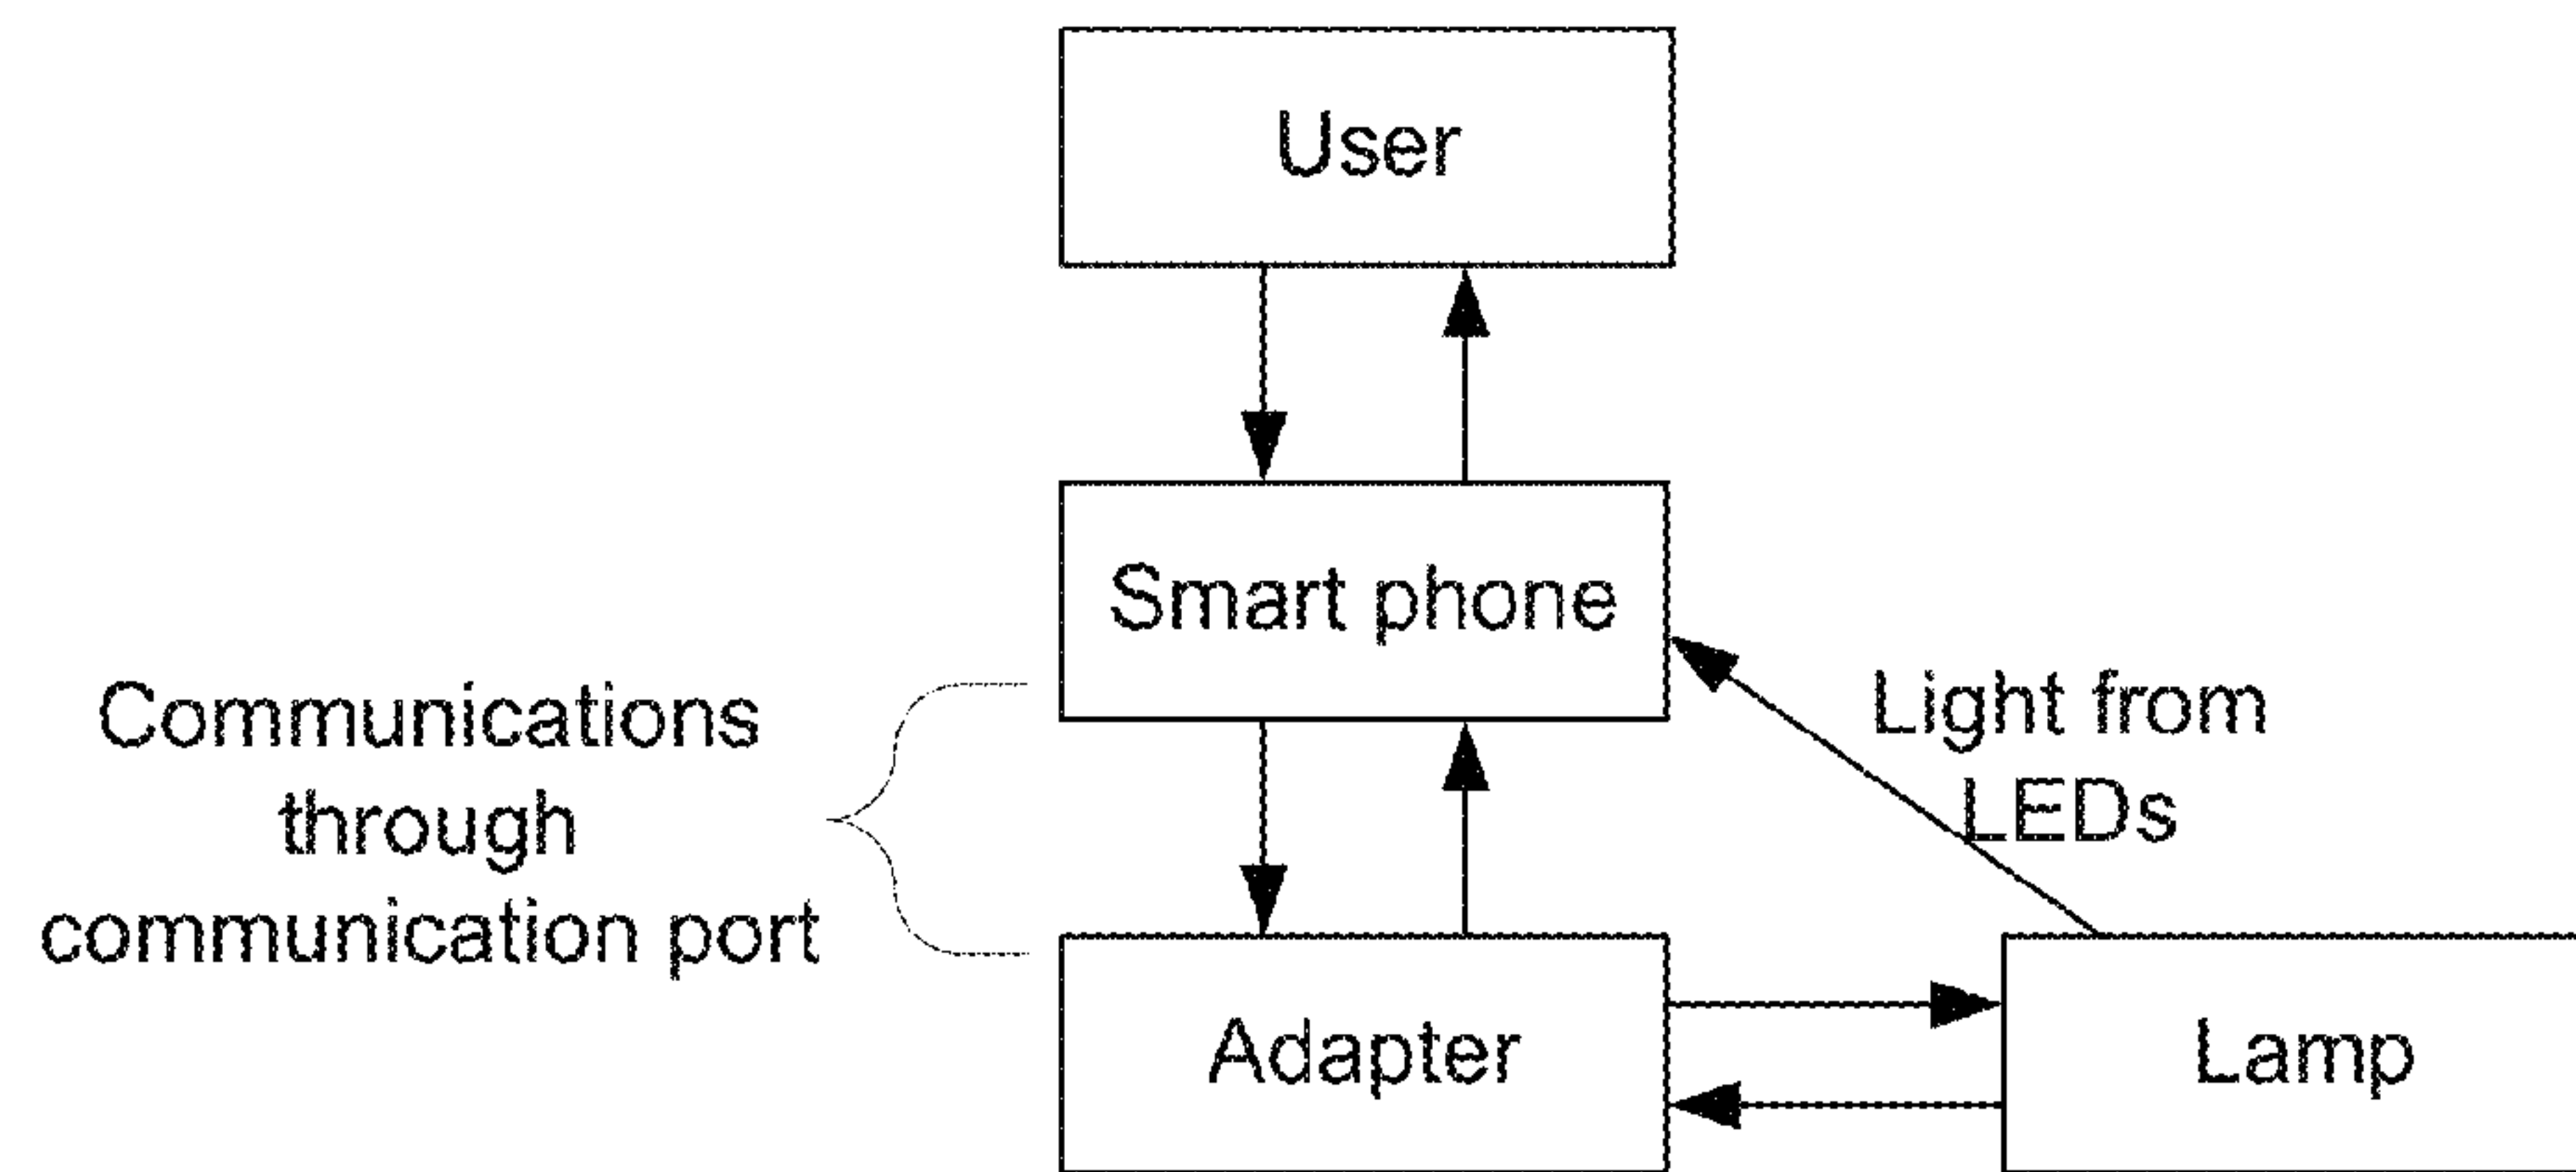 User
Smart phone
Communications
through
communication port
Light from
LEDs
Adapter
Lamp